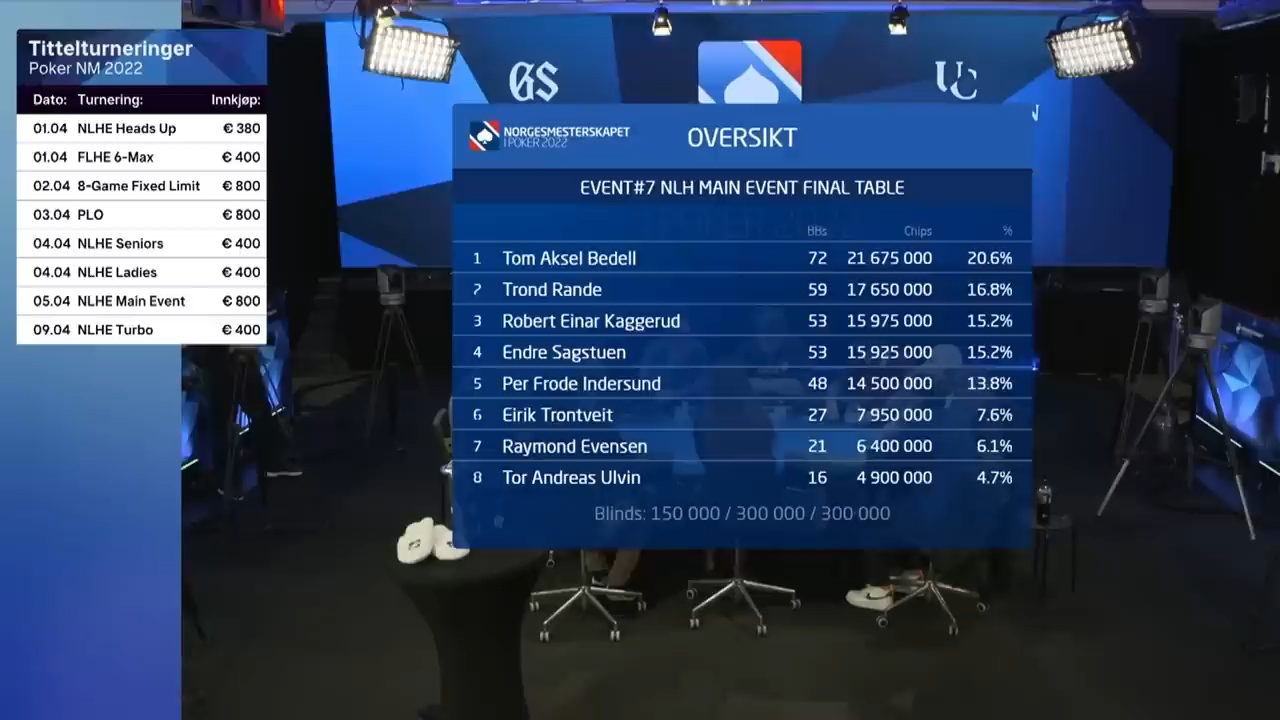 Tittelturneringer
Poker NM 2022
Dato: Turnering: Innkjøp:
01.04 NLHE Heads Up € 380
01.04 FLHE 6-Max € 400
02.04 8-Game Fixed Limit € 800
03.04 PLO € 800
04.04 NLHE Seniors € 400
04.04 NLHE Ladies € 400
05.04 NLHE Main Event € 800
09.04 NLHE Turbo € 400
GS
UC
NORGESMESTERSKAPET
I POKER 2022
OVERSIKT
EVENT#7 NLH MAIN EVENT FINAL TABLE
BBs Chips %
1 Tom Aksel Bedell 72 21 675 000 20.6%
2 Trond Rande 59 17 650 000 16.8%
3 Robert Einar Kaggerud 53 15 975 000 15.2%
4 Endre Sagstuen 53 15 925 000 15.2%
5 Per Frode Indersund 48 14 500 000 13.8%
6 Eirik Trontveit 27 7 950 000 7.6%
7 Raymond Evensen 21 6 400 000 6.1%
8 Tor Andreas Ulvin 16 4 900 000 4.7%
Blinds: 150 000 / 300 000 / 300 000